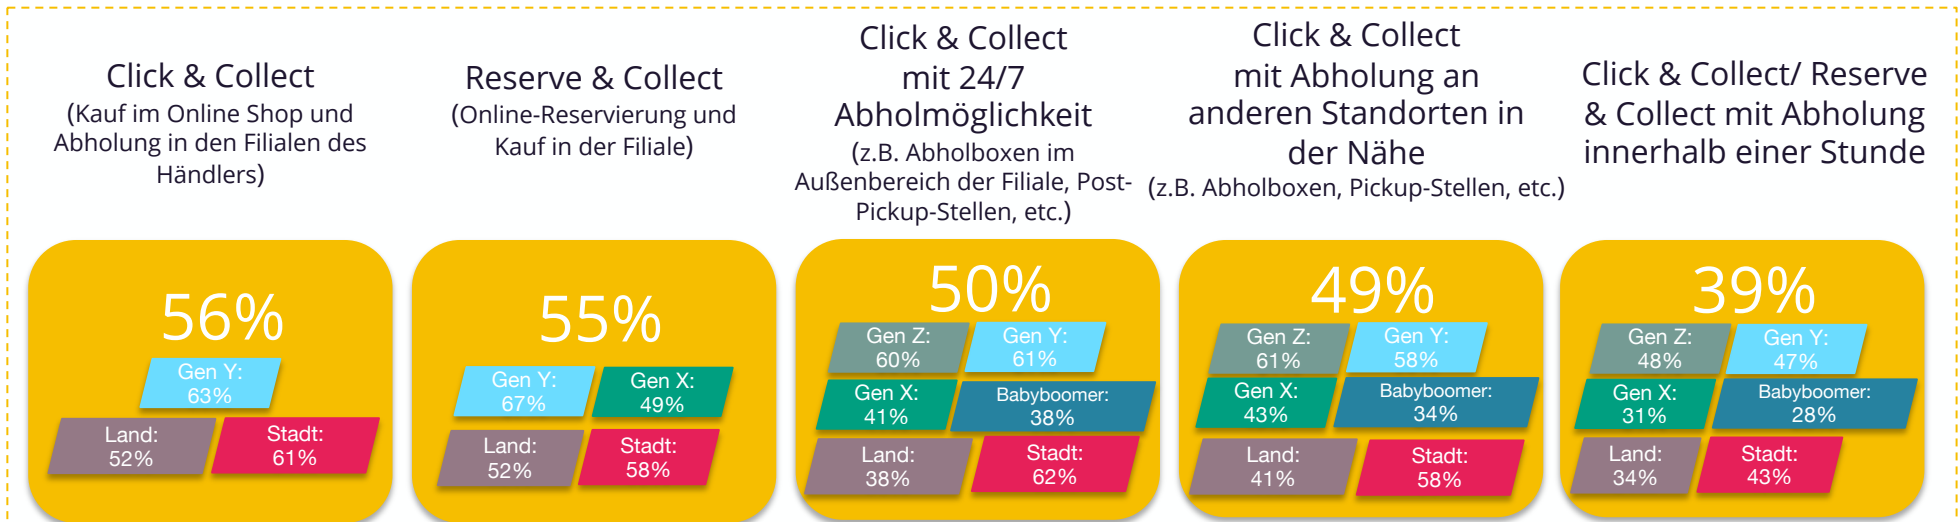 Click & Collect
(Kauf im Online Shop und
Abholung in den Filialen des
Händlers)
56%
Gen Y:
63%
Land:
52%
Stadt:
61%
Reserve & Collect
(Online-Reservierung und
Kauf in der Filiale)
55%
Gen Y:
67%
Gen X:
49%
Land:
52%
Stadt:
58%
Click & Collect
mit 24/7
Abholmöglichkeit
(z.B. Abholboxen im
Außenbereich der Filiale, Post-
Pickup-Stellen, etc.)
50%
Gen Z:
60%
Gen Y:
61%
Gen X:
41%
Babyboomer:
38%
Land:
38%
Stadt:
62%
Click & Collect
mit Abholung an
anderen Standorten in
der Nähe
(z.B. Abholboxen, Pickup-Stellen, etc.)
49%
Gen Z:
61%
Gen Y:
58%
Gen X:
43%
Babyboomer:
34%
Land:
41%
Stadt:
58%
Click & Collect/ Reserve
& Collect mit Abholung
innerhalb einer Stunde
39%
Gen Z:
48%
Gen Y:
47%
Gen X:
31%
Babyboomer:
28%
Land:
34%
Stadt:
43%